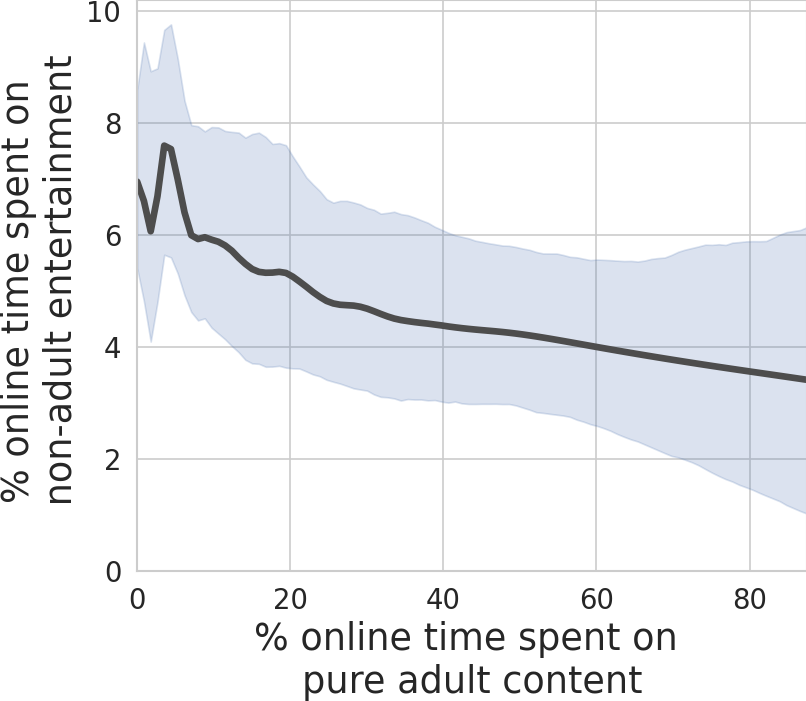 % online time spent on
non-adult entertainment
10
8
6
4
2
0
0 20 40 60 80
% online time spent on
pure adult content